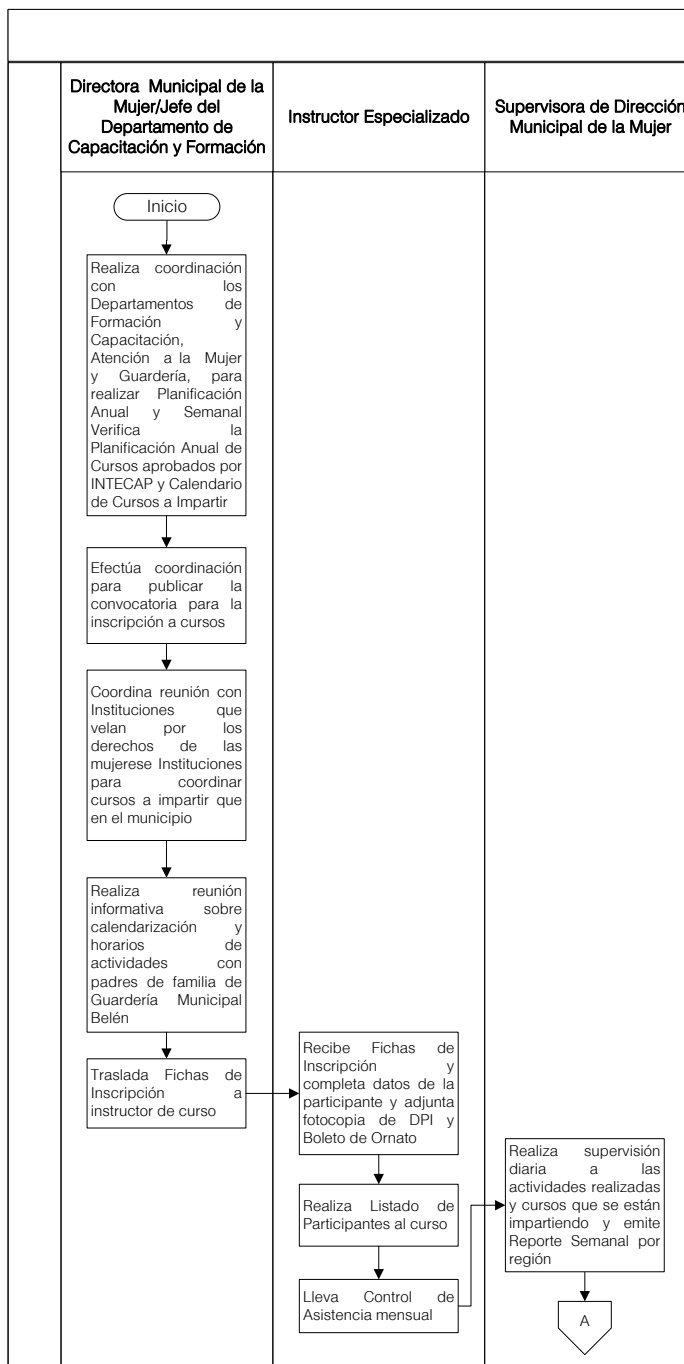 Directora Municipal de la
Mujer/Jefe del
Departamento de
Capacitación y Formación
Instructor Especializado
Supervisora de Dirección
Municipal de la Mujer
Inicio
Realiza coordinación
con los
Departamentos de
Formación y
Capacitación,
Atención a la Mujer
y Guardería, para
realizar Planificación
Anual y Semanal
Verifica la
Planificación Anual de
Cursos aprobados por
INTECAP y Calendario
de Cursos a Impartir
Efectúa coordinación
para publicar la
convocatoria para la
inscripción a cursos
Coordina reunión con
Instituciones que
velan por los
derechos de las
mujerese Instituciones
para coordinar
cursos a impartir que
en el municipio
Realiza reunión
informativa sobre
calendarización y
horarios de
actividades con
padres de familia de
Guardería Municipal
Belén
Traslada Fichas de
Inscripción a
instructor de curso
Recibe Fichas de
Inscripción y
completa datos de la
participante y adjunta
fotocopia de DPI y
Boleto de Ornato
Realiza Listado de
Participantes al curso
Lleva Control de
Asistencia mensual
Realiza supervisión
diaria a las
actividades realizadas
y cursos que se están
impartiendo y emite
Reporte Semanal por
región
A